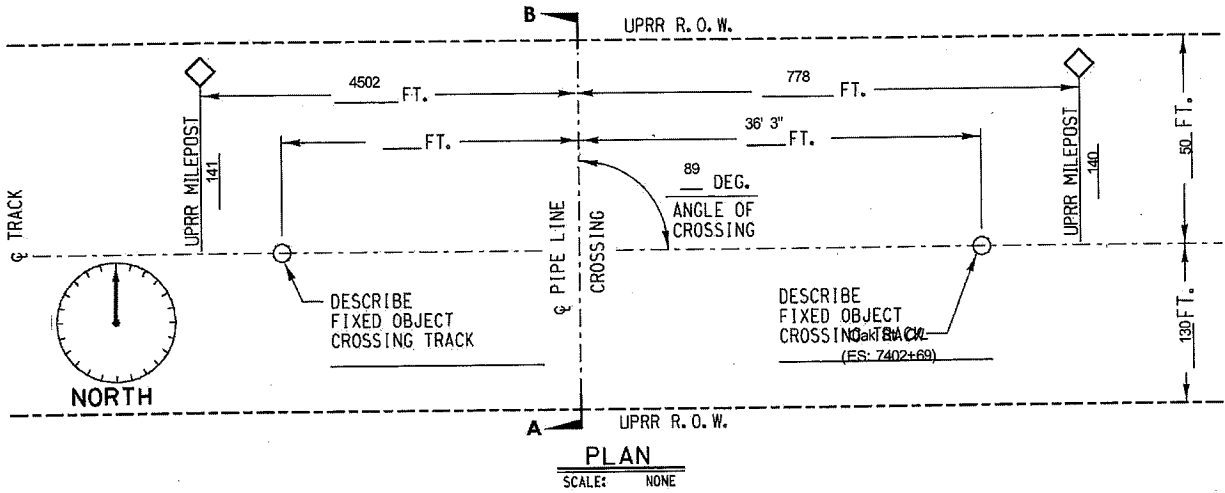 B
UPRR R.O.W.
4502
FT.
778
FT.
FT.
36' 3"
FT.
UPRR MILEPOST
141
89 DEG.
ANGLE OF
CROSSING
UPRR MILEPOST
140
50 FT.
℄ TRACK
℄ PIPE LINE
CROSSING
DESCRIBE
FIXED OBJECT
CROSSING TRACK
DESCRIBE
FIXED OBJECT
CROSSING TRACK
(ES: 7402+69)
130 FT.
NORTH
A
UPRR R.O.W.
PLAN
SCALE: NONE